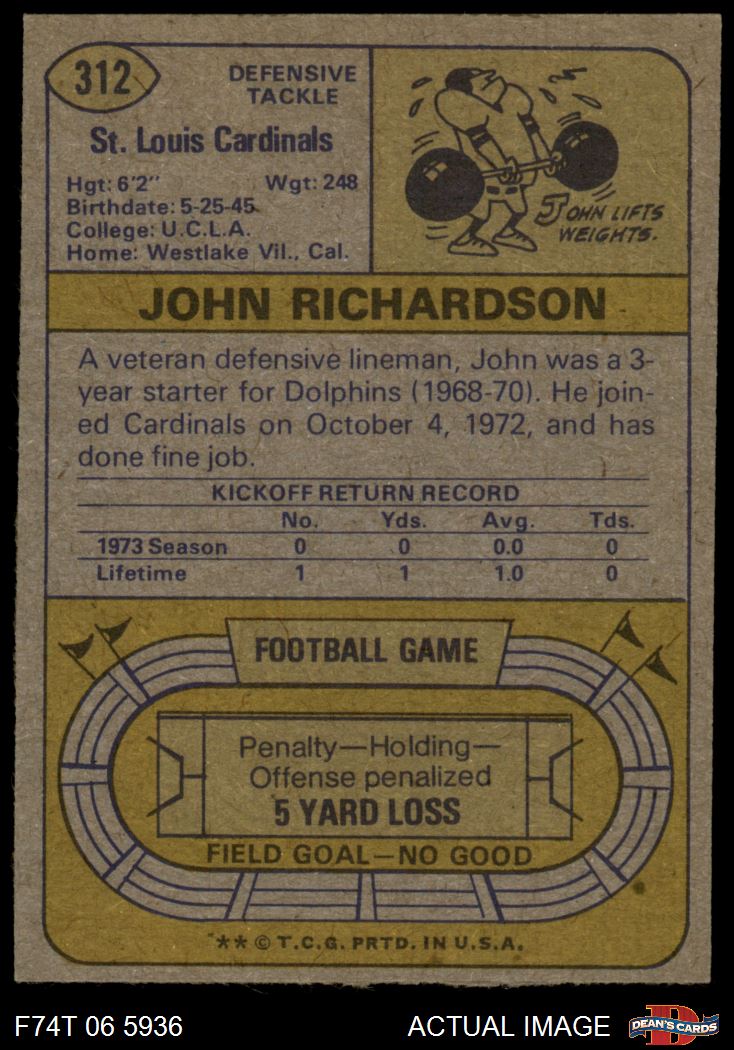 312
DEFENSIVE
TACKLE
St. Louis Cardinals
Hgt: 6'2" Wgt: 248
Birthdate: 5-25-45
College: U.C.L.A.
Home: Westlake Vil., Cal.
JOHN LIFTS
WEIGHTS.
JOHN RICHARDSON
A veteran defensive lineman, John was a 3-
year starter for Dolphins (1968-70). He join-
ed Cardinals on October 4, 1972, and has
done fine job.
KICKOFF RETURN RECORD
No. Yds. Avg. Tds.
1973 Season 0 0 0.0 0
Lifetime 1 1 1.0 0
FOOTBALL GAME
Penalty—Holding—
Offense penalized
5 YARD LOSS
FIELD GOAL—NO GOOD
** © T.C.G. PRTD. IN U.S.A.
F74T 06 5936 ACTUAL IMAGE
D
DEAN'S CARDS